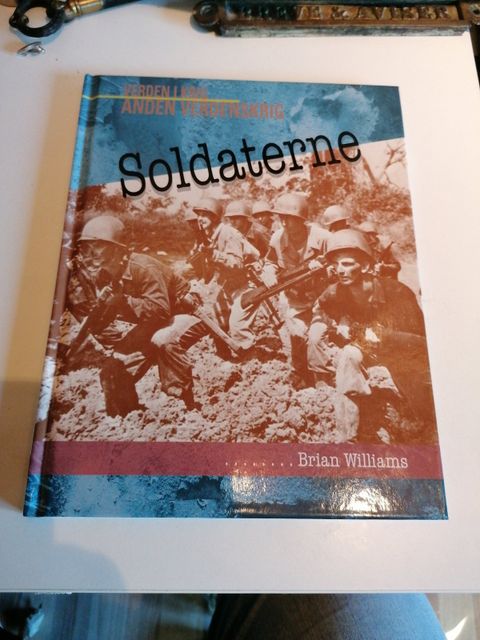 VERDEN I KRIG
ANDEN VERDENSKRIG
Soldaterne
........Brian Williams